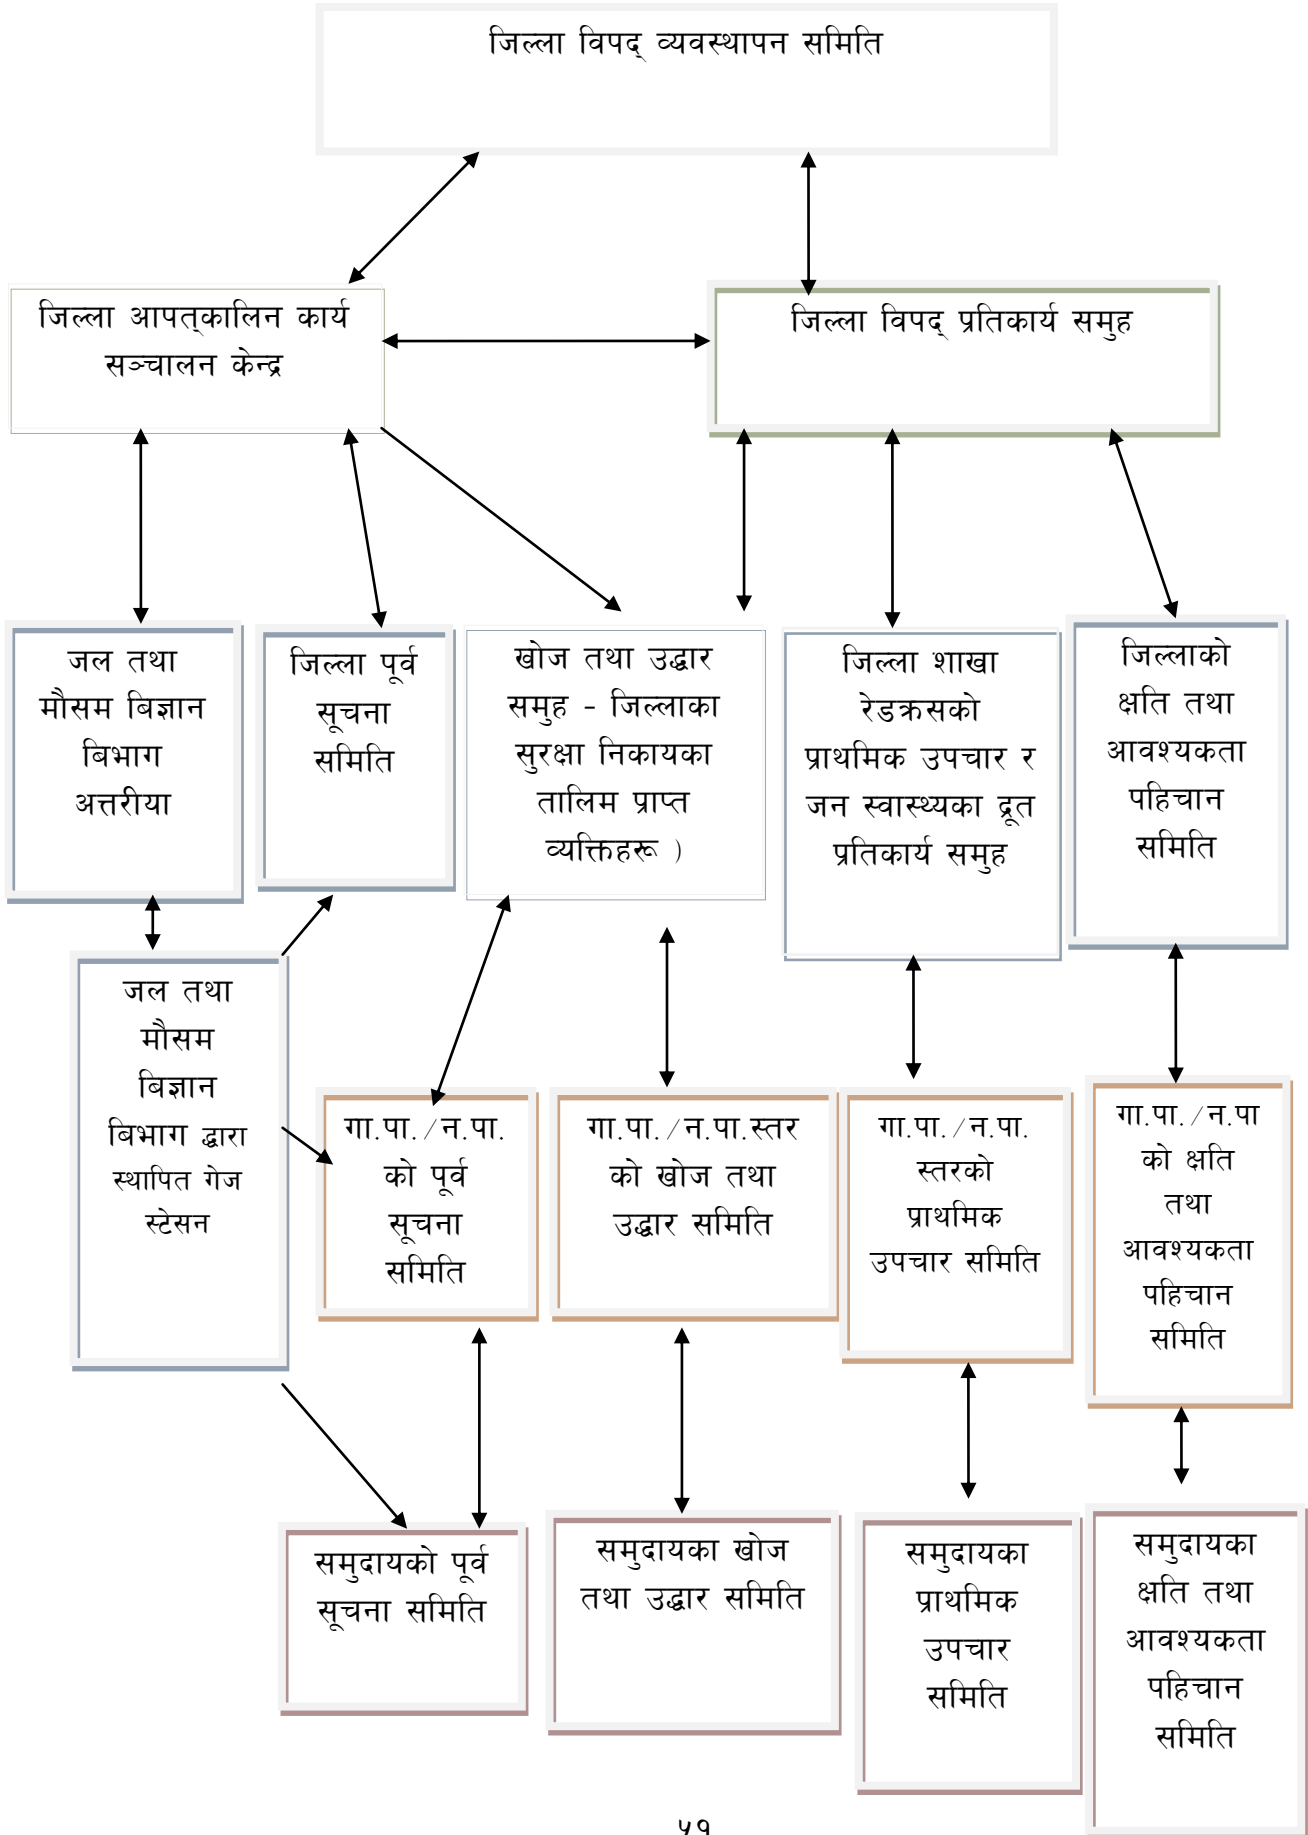 जिल्ला विपद् व्यवस्थापन समिति
जिल्ला आपत्कालिन कार्य
सञ्चालन केन्द्र
जिल्ला विपद् प्रतिकार्य समुह
जल तथा
मौसम बिज्ञान
बिभाग
अत्तरीया
जिल्ला पूर्व
सूचना
समिति
खोज तथा उद्धार
समुह - जिल्लाका
सुरक्षा निकायका
तालिम प्राप्त
व्यक्तिहरू )
जिल्ला शाखा
रेडक्रसको
प्राथमिक उपचार र
जन स्वास्थ्यका द्रूत
प्रतिकार्य समुह
जिल्लाको
क्षति तथा
आवश्यकता
पहिचान
समिति
जल तथा
मौसम
बिज्ञान
बिभाग द्धारा
स्थापित गेज
स्टेसन
गा.पा./न.पा.
को पूर्व
सूचना
समिति
गा.पा./न.पा.स्तर
को खोज तथा
उद्धार समिति
गा.पा./न.पा.
स्तरको
प्राथमिक
उपचार समिति
गा.पा./न.पा
को क्षति
तथा
आवश्यकता
पहिचान
समिति
समुदायको पूर्व
सूचना समिति
समुदायका खोज
तथा उद्धार समिति
समुदायका
प्राथमिक
उपचार
समिति
समुदायका
क्षति तथा
आवश्यकता
पहिचान
समिति
५१